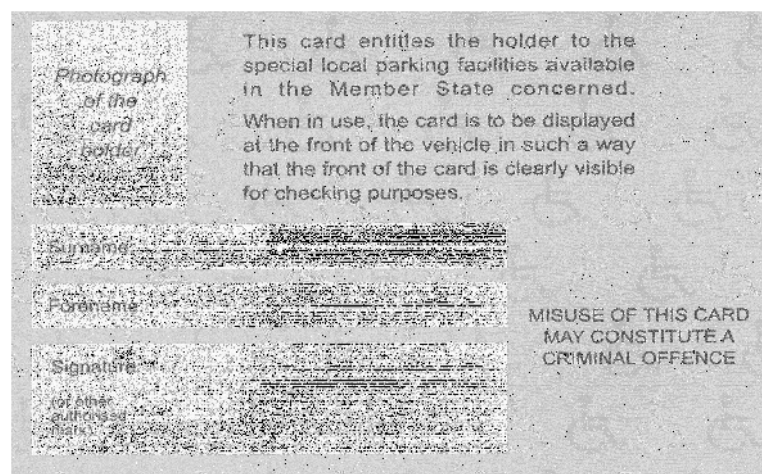 Photograph
of the
card
holder
This card entitles the holder to the
special local parking facilities available
in the Member State concerned.
When in use, the card is to be displayed
at the front of the vehicle in such a way
that the front of the card is clearly visible
for checking purposes.
Surname
Forename
MISUSE OF THIS CARD
MAY CONSTITUTE A
CRIMINAL OFFENCE
Signature
(or other
authorised
mark)